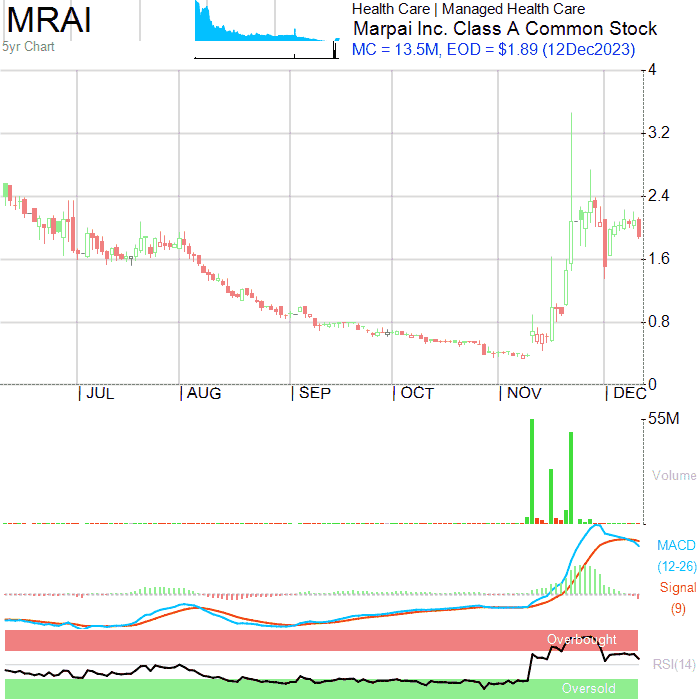 MRAI
5yr Chart
Health Care | Managed Health Care
Marpai Inc. Class A Common Stock
MC = 13.5M, EOD = $1.89 (12Dec2023)
4
3.2
2.4
1.6
0.8
0
| JUL | AUG | SEP | OCT | NOV | DEC
55M
Volume
MACD
(12-26)
Signal
(9)
Overbought
RSI(14)
Oversold